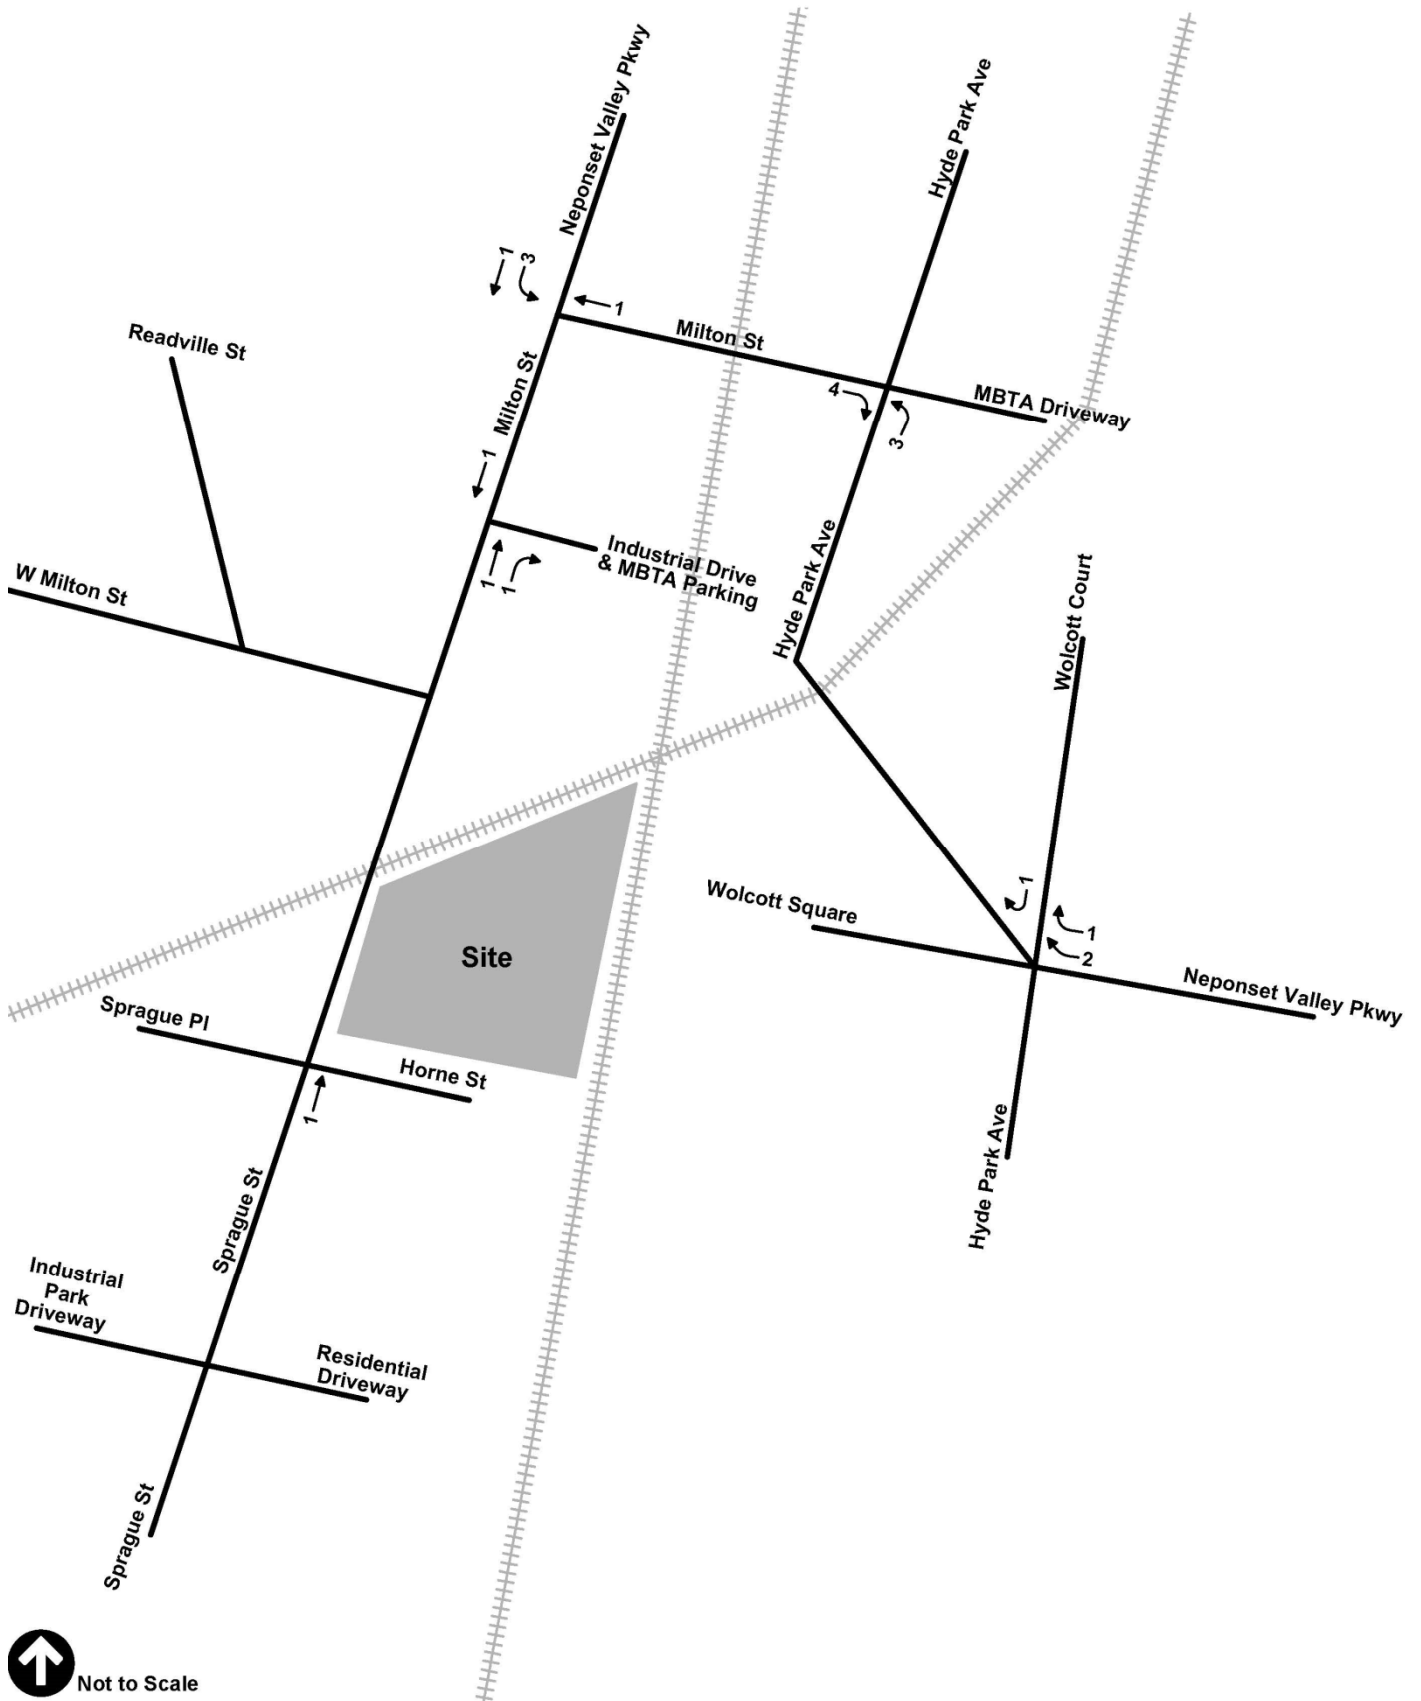 Neponset Valley Pkwy
Hyde Park Ave
1
3
1
Milton St
Readville St
Milton St
4
MBTA Driveway
3
1
Industrial Drive
& MBTA Parking
1
1
Hyde Park Ave
Wolcott Court
W Milton St
1
Wolcott Square
1
2
Site
Neponset Valley Pkwy
Sprague Pl
Horne St
1
Hyde Park Ave
Sprague St
Industrial
Park
Driveway
Residential
Driveway
Sprague St
Not to Scale